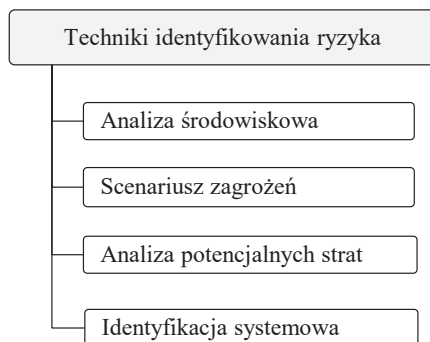 Techniki identyfikowania ryzyka
Analiza środowiskowa
Scenariusz zagrożeń
Analiza potencjalnych strat
Identyfikacja systemowa